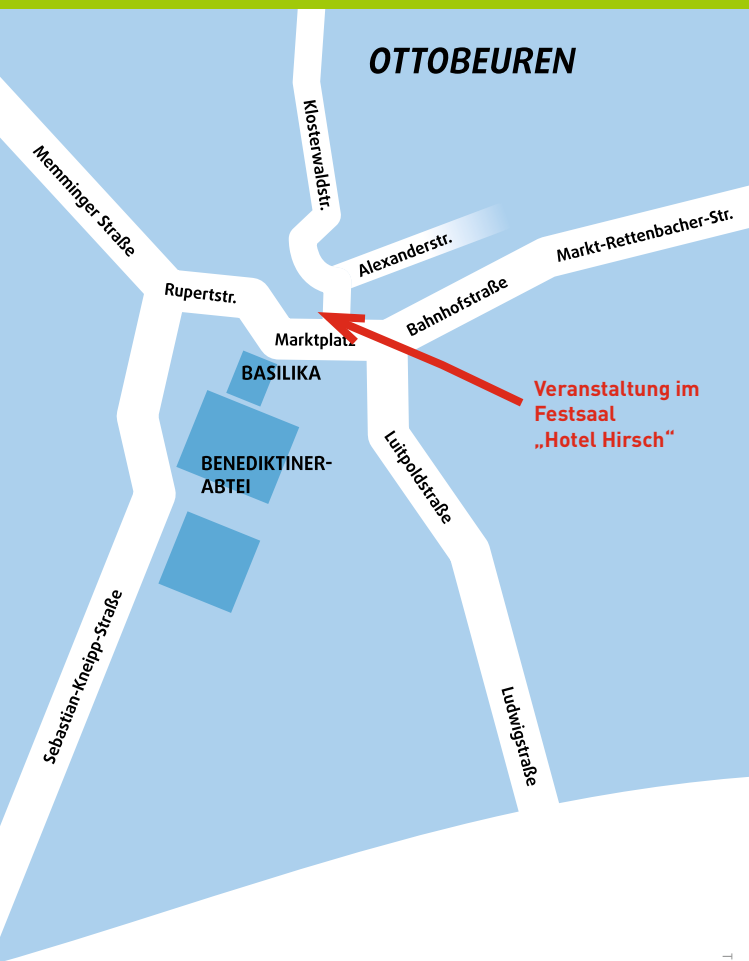 OTTOBEUREN
Klosterwaldstr.
Memminger Straße
Alexanderstr.
Markt-Rettenbacher-Str.
Rupertstr.
Bahnhofstraße
Marktplatz
BASILIKA
Veranstaltung im
Festsaal
„Hotel Hirsch“
BENEDIKTINER-
ABTEI
Luitpoldstraße
Sebastian-Kneipp-Straße
Ludwigstraße
T